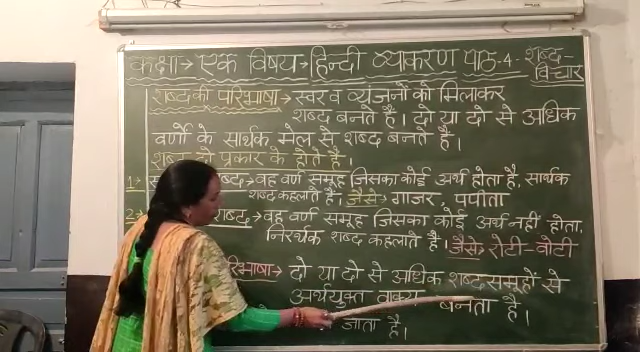 कक्षा→ एक विषय→हिन्दी व्याकरण पाठ-4- शब्द-विचार
शब्द की परिभाषा → स्वर व व्यंजनों को मिलाकर
शब्द बनते हैं। दो या दो से अधिक
वर्णों के सार्थक मेल से शब्द बनते हैं।
शब्द दो प्रकार के होते हैं।
1→ शब्द→ वह वर्ण समूह जिसका कोई अर्थ होता है, सार्थक
शब्द कहलाते हैं, जैसे→ गाजर, पपीता
2→ शब्द→ वह वर्ण समूह जिसका कोई अर्थ नहीं होता,
निरर्थक शब्द कहलाते हैं। जैसे→ रोटी-वोटी
दो या दो से अधिक शब्द समूहों से
अर्थयुक्त वाक्य बनता है।
जाता है।